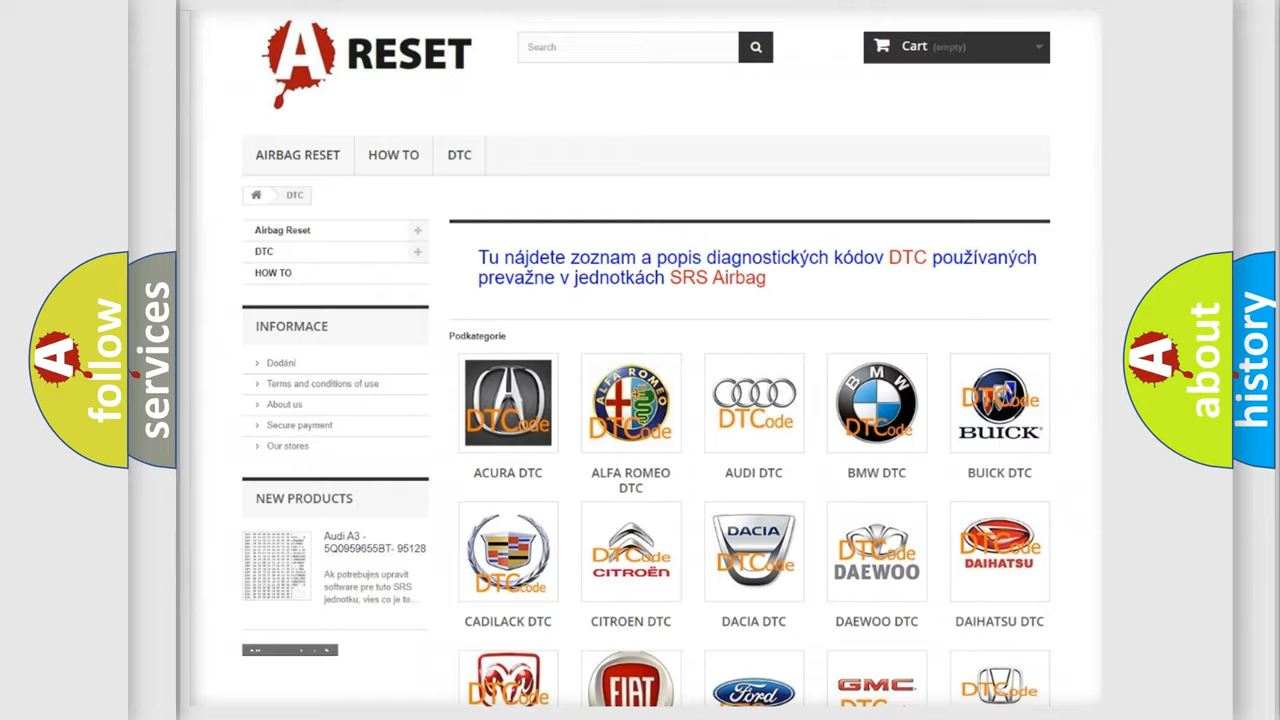 A RESET
Search
Cart (empty)
AIRBAG RESET
HOW TO
DTC
DTC
Airbag Reset
DTC
HOW TO
INFORMACE
Dodání
Terms and conditions of use
About us
Secure payment
Our stores
NEW PRODUCTS
Audi A3 -
5Q0959655BT- 95128
Ak potrebujes upravit
software pre tuto SRS
jednotku, vies co je to...
Tu nájdete zoznam a popis diagnostických kódov DTC používaných
prevažne v jednotkách SRS Airbag
Podkategorie
DTCode
ALFA ROMEO
DTCode
DTCode
BMW
DTCode
DTCode
BUICK
ACURA DTC
ALFA ROMEO
DTC
AUDI DTC
BMW DTC
BUICK DTC
DTCode
DTCode
CITROËN
DACIA
DTCode
DTCode
DAEWOO
DTCode
DAIHATSU
CADILACK DTC
CITROEN DTC
DACIA DTC
DAEWOO DTC
DAIHATSU DTC
DTCode
FIAT
Ford
GMC
DTCode
A follow
services
A about
history